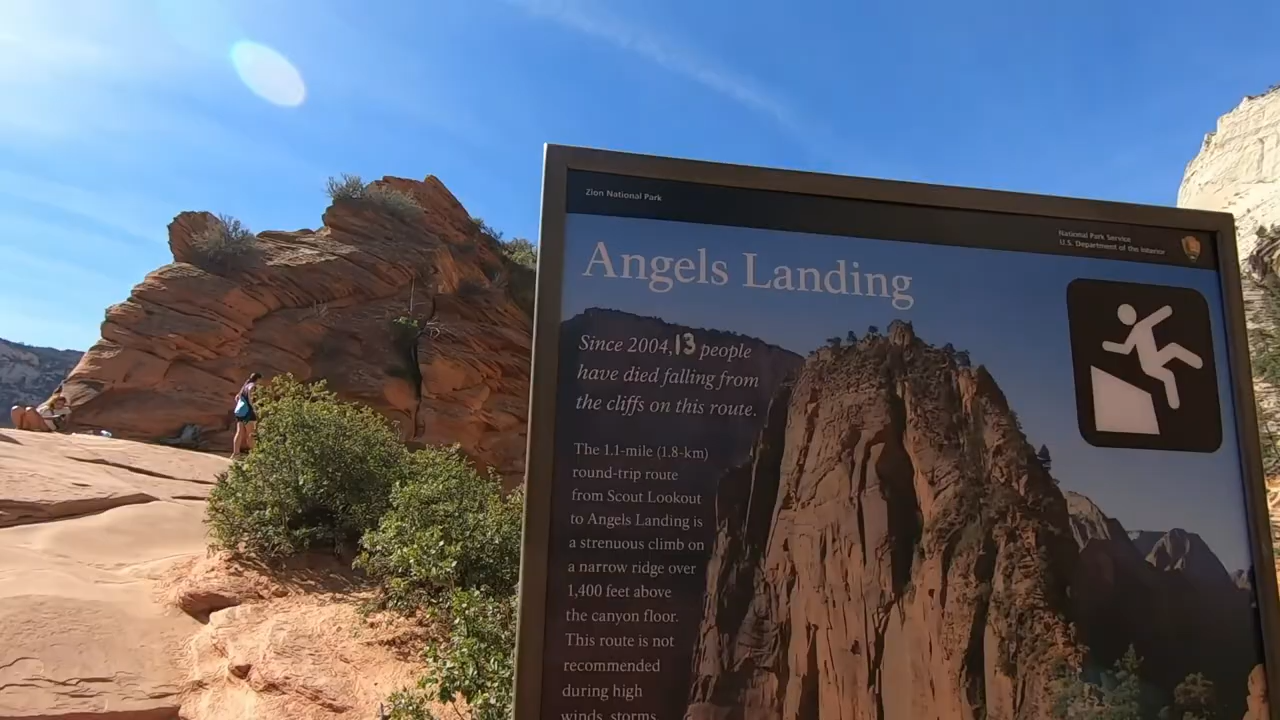 Zion National Park
National Park Service
U.S. Department of the Interior
Angels Landing
Since 2004, 13 people
have died falling from
the cliffs on this route.
The 1.1-mile (1.8-km)
round-trip route
from Scout Lookout
to Angels Landing is
a strenuous climb on
a narrow ridge over
1,400 feet above
the canyon floor.
This route is not
recommended
during high
winds, storms,